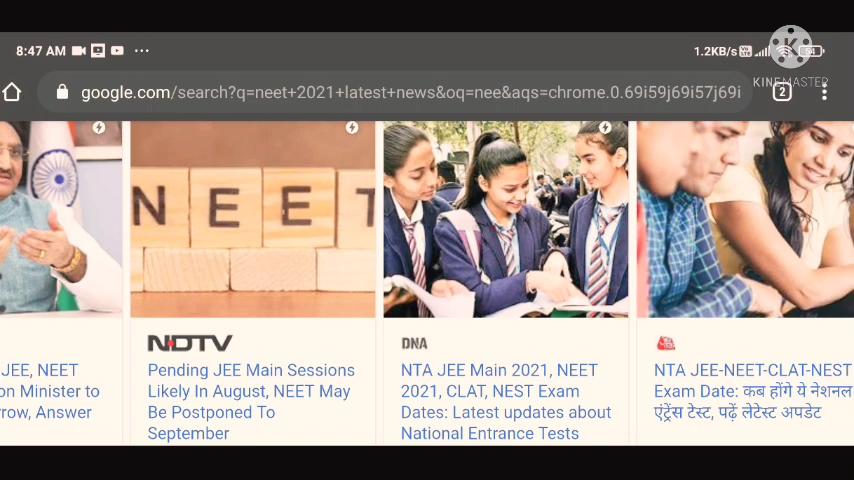 8:47 AM
1.2KB/s
54
KINEMASTER
google.com/search?q=neet+2021+latest+news&oq=nee&aqs=chrome.0.69i59j69i57j69i
2
NEET
NDTV
DNA
JEE, NEET
on Minister to
row, Answer
Pending JEE Main Sessions
Likely In August, NEET May
Be Postponed To
September
NTA JEE Main 2021, NEET
2021, CLAT, NEST Exam
Dates: Latest updates about
National Entrance Tests
NTA JEE-NEET-CLAT-NEST
Exam Date: कब होंगे ये नेशनल
एंट्रेंस टेस्ट, पढ़ें लेटेस्ट अपडेट